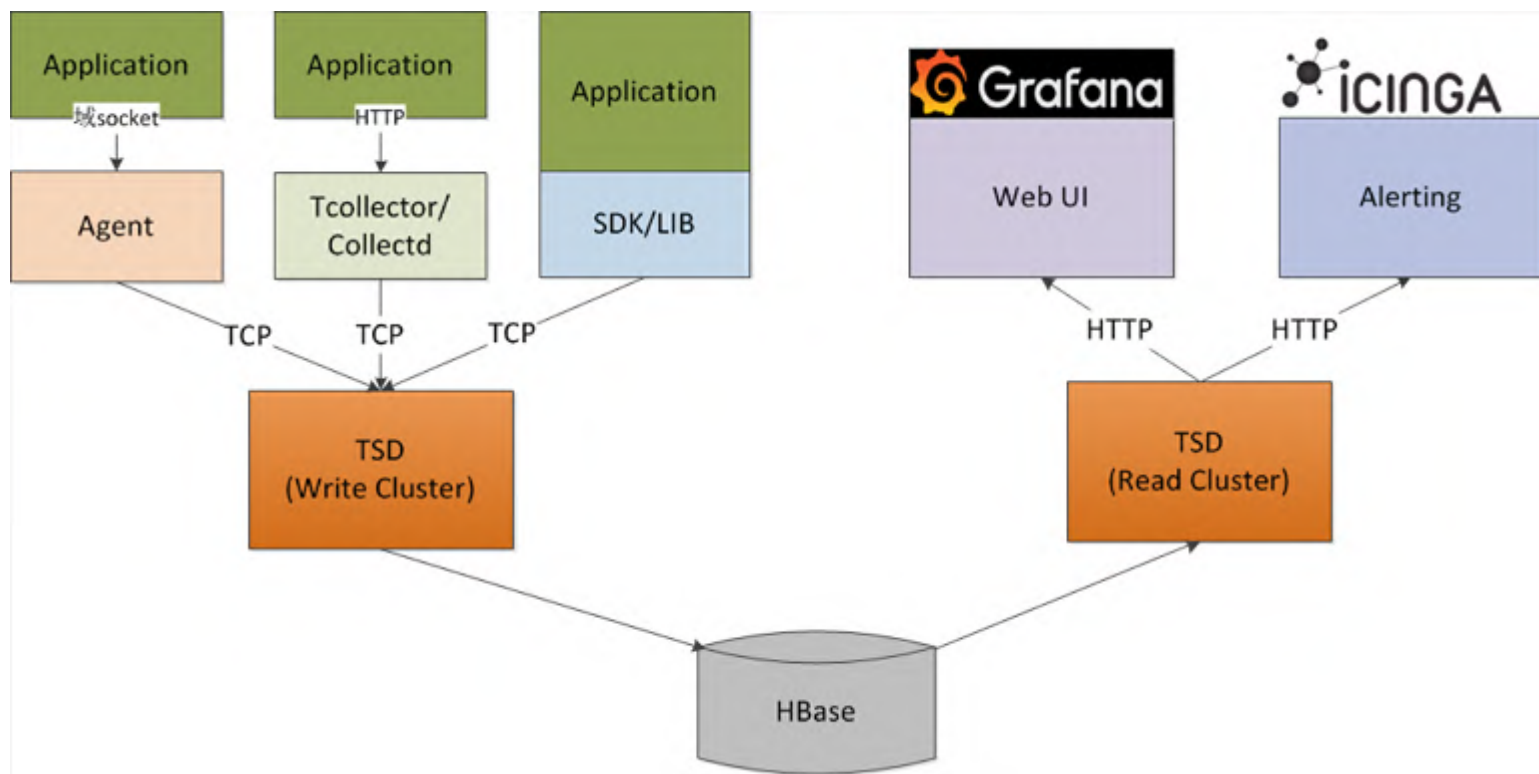 Application
域socket
Agent
Application
HTTP
Tcollector/
Collectd
Application
SDK/LIB
TCP
TCP
TCP
TSD
(Write Cluster)
HBase
Grafana
Web UI
ICINGA
Alerting
HTTP
HTTP
TSD
(Read Cluster)